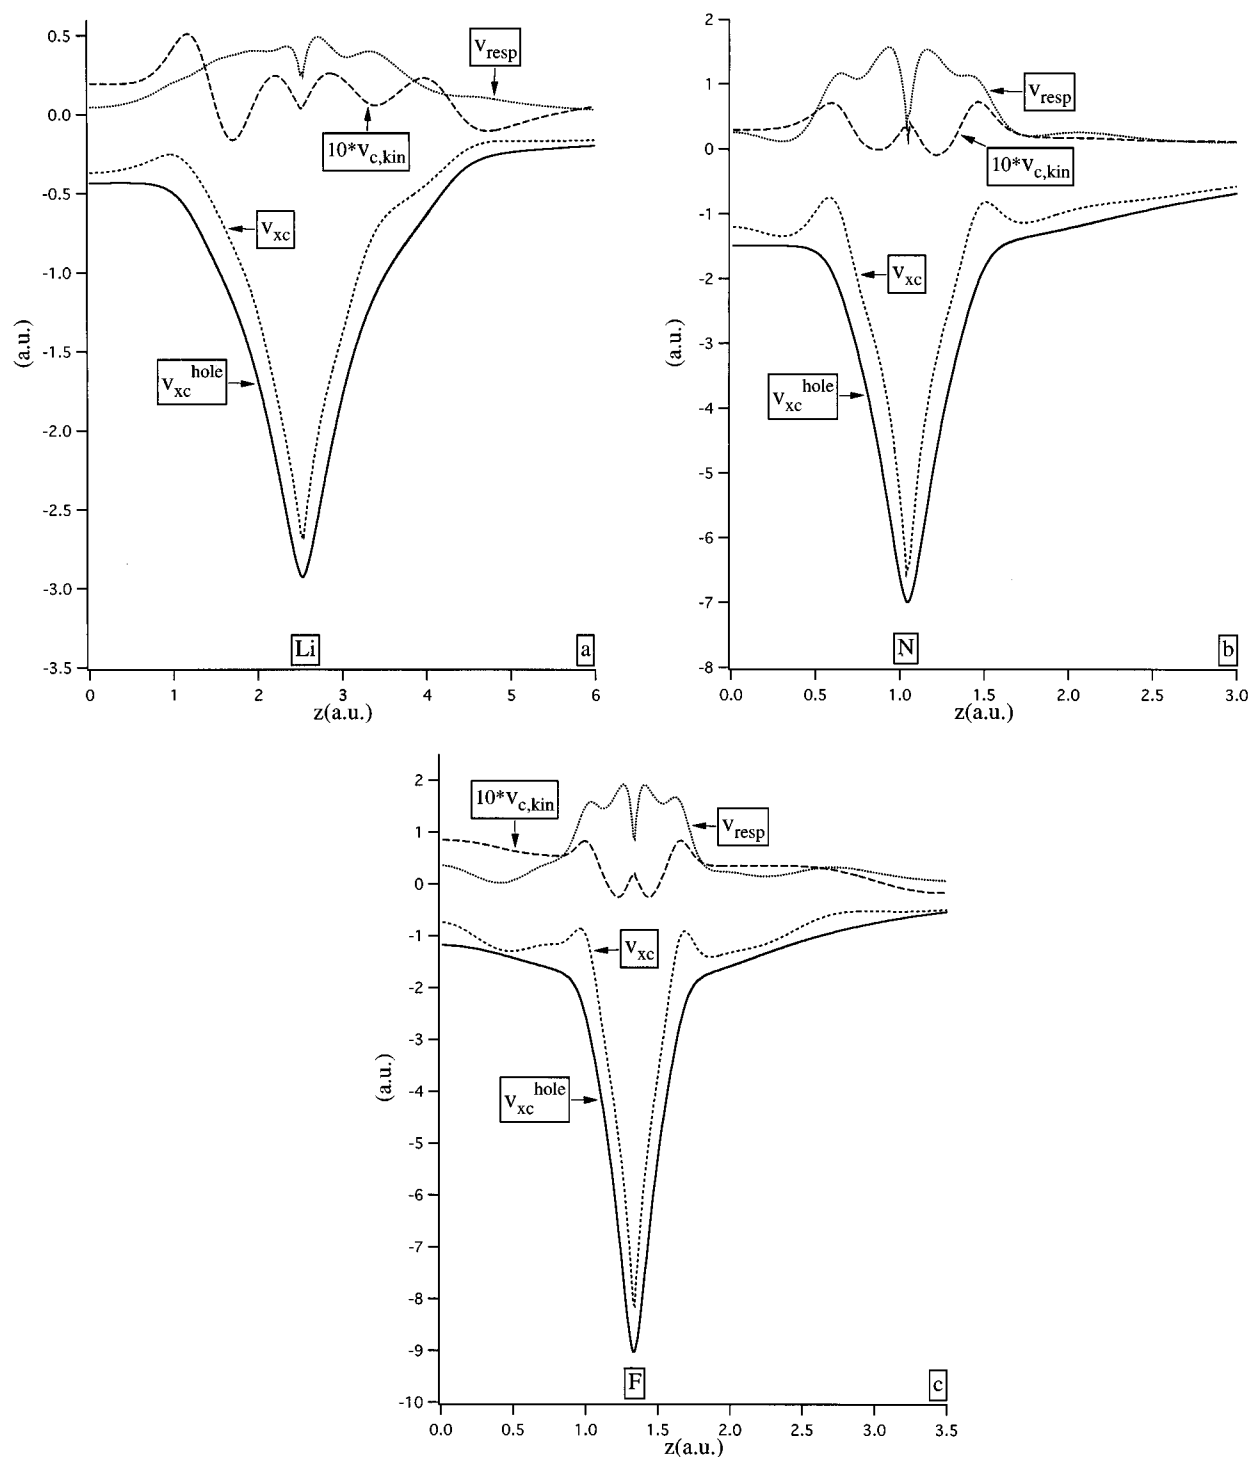 0.5
0.0
-0.5
-1.0
-1.5
-2.0
-2.5
-3.0
-3.5
(a.u.)
v_resp
10*v_c,kin
v_xc
v_xc^hole
Li
a
0 1 2 3 4 5 6
z(a.u.)
2
1
0
-1
-2
-3
-4
-5
-6
-7
-8
(a.u.)
v_resp
10*v_c,kin
v_xc
v_xc^hole
N
b
0.0 0.5 1.0 1.5 2.0 2.5 3.0
z(a.u.)
2
1
0
-1
-2
-3
-4
-5
-6
-7
-8
-9
-10
(a.u.)
10*v_c,kin
v_resp
v_xc
v_xc^hole
F
c
0.0 0.5 1.0 1.5 2.0 2.5 3.0 3.5
z(a.u.)